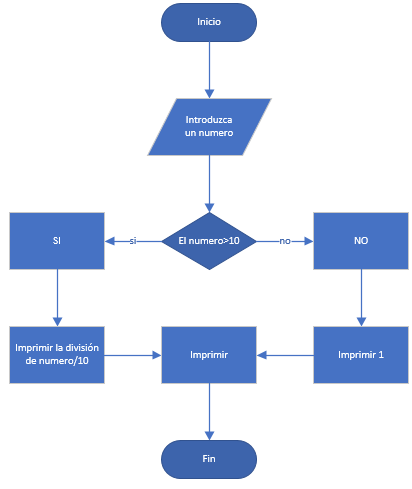 Inicio
Introduzca
un numero
SI
si
El numero>10
no
NO
Imprimir la división
de numero/10
Imprimir
Imprimir 1
Fin